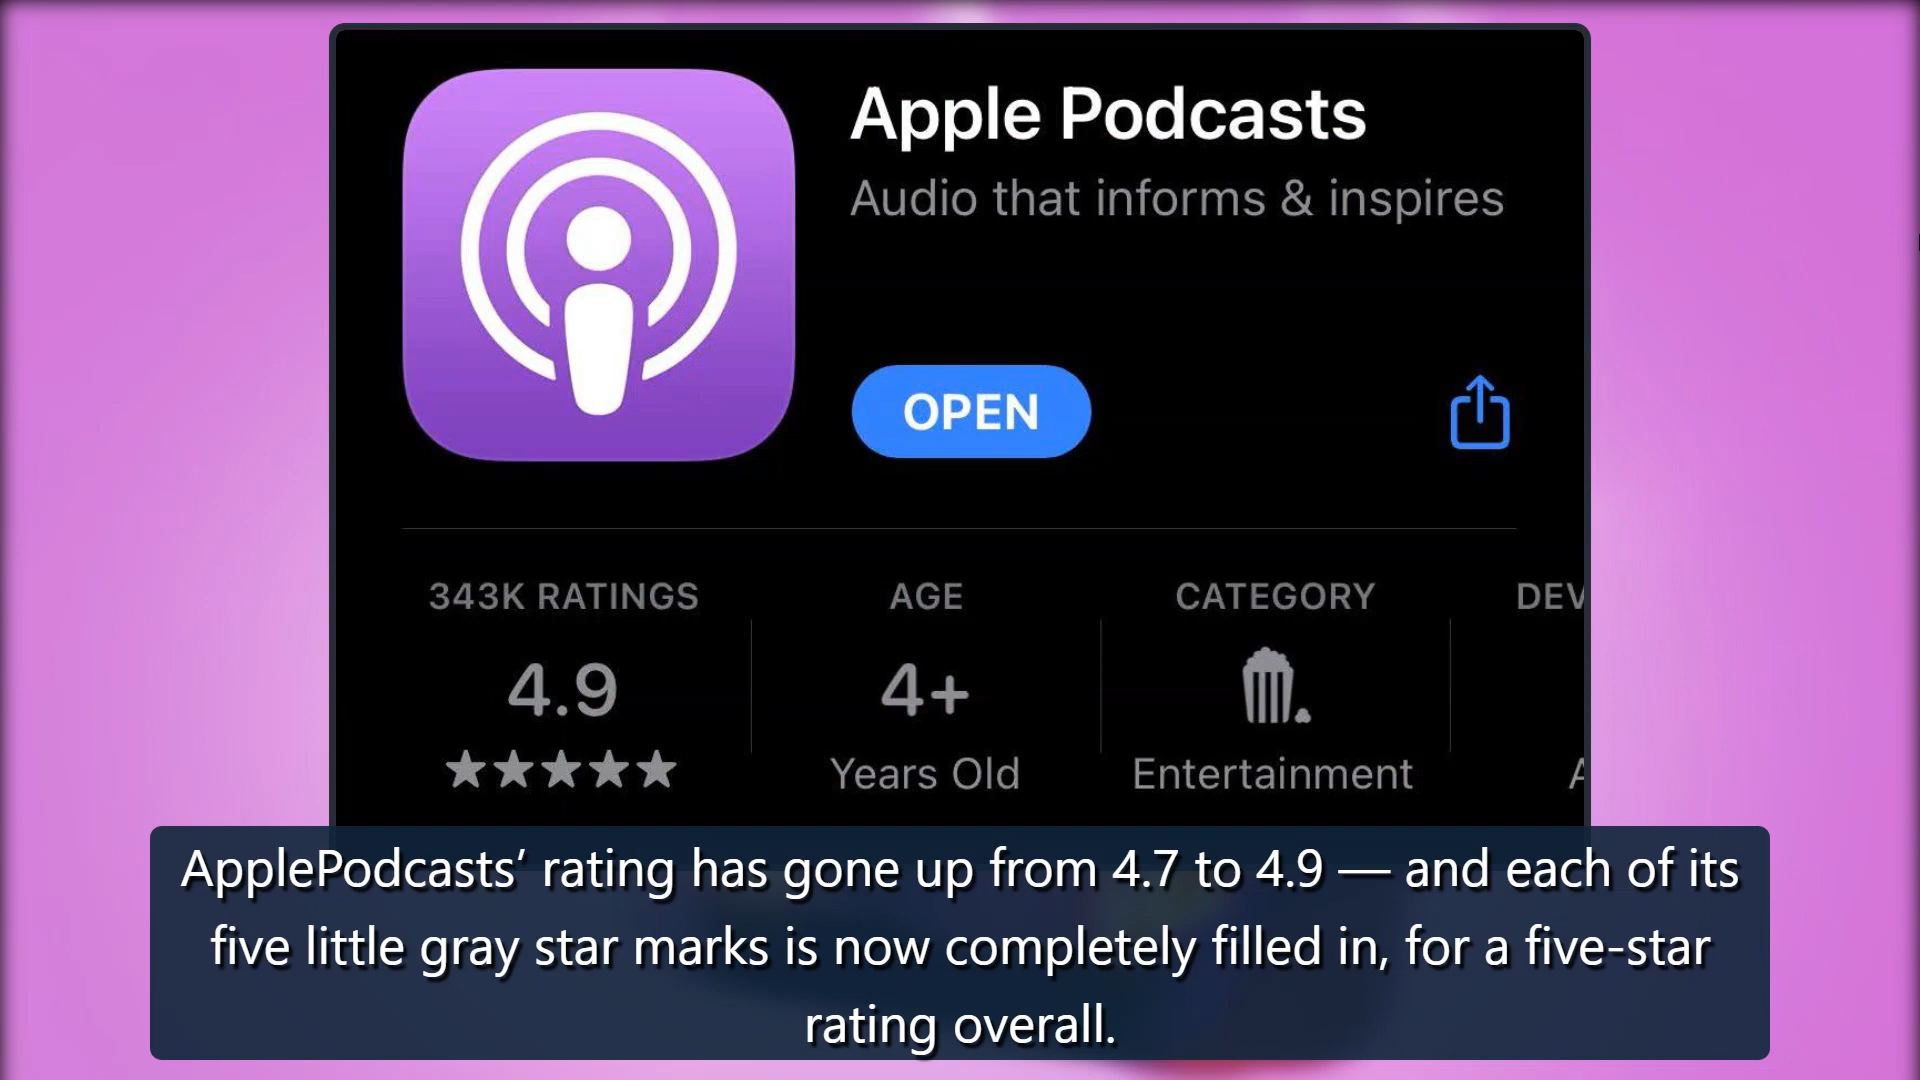 Apple Podcasts
Audio that informs & inspires
OPEN
343K RATINGS
4.9
AGE
4+
Years Old
CATEGORY
Entertainment
DEV
A
ApplePodcasts’ rating has gone up from 4.7 to 4.9 — and each of its
five little gray star marks is now completely filled in, for a five-star
rating overall.